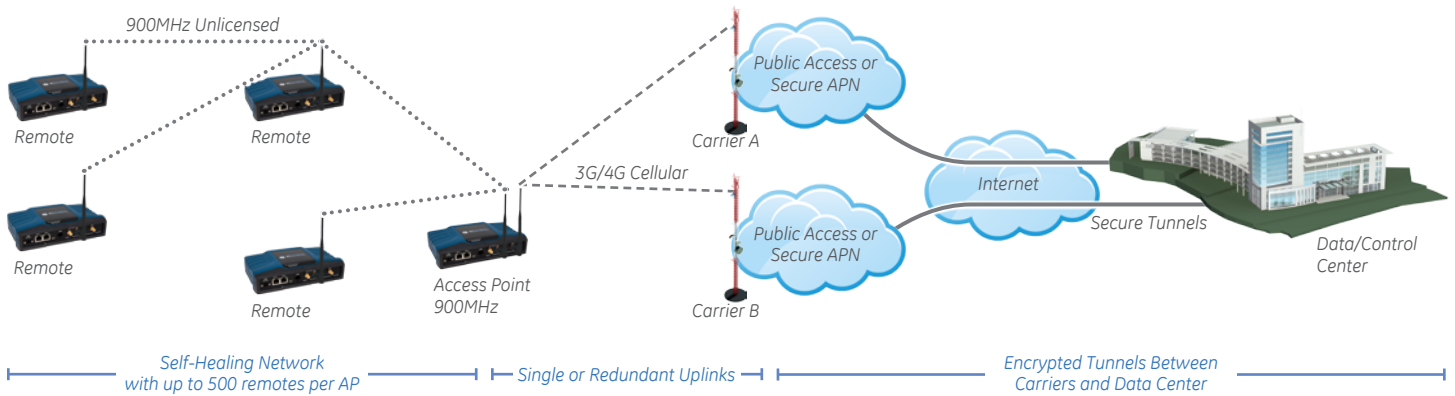 900MHz Unlicensed
Remote
Remote
Remote
Remote
Access Point
900MHz
3G/4G Cellular
Public Access or
Secure APN
Carrier A
Public Access or
Secure APN
Carrier B
Internet
Secure Tunnels
Data/Control
Center
Self-Healing Network
with up to 500 remotes per AP
Single or Redundant Uplinks
Encrypted Tunnels Between
Carriers and Data Center